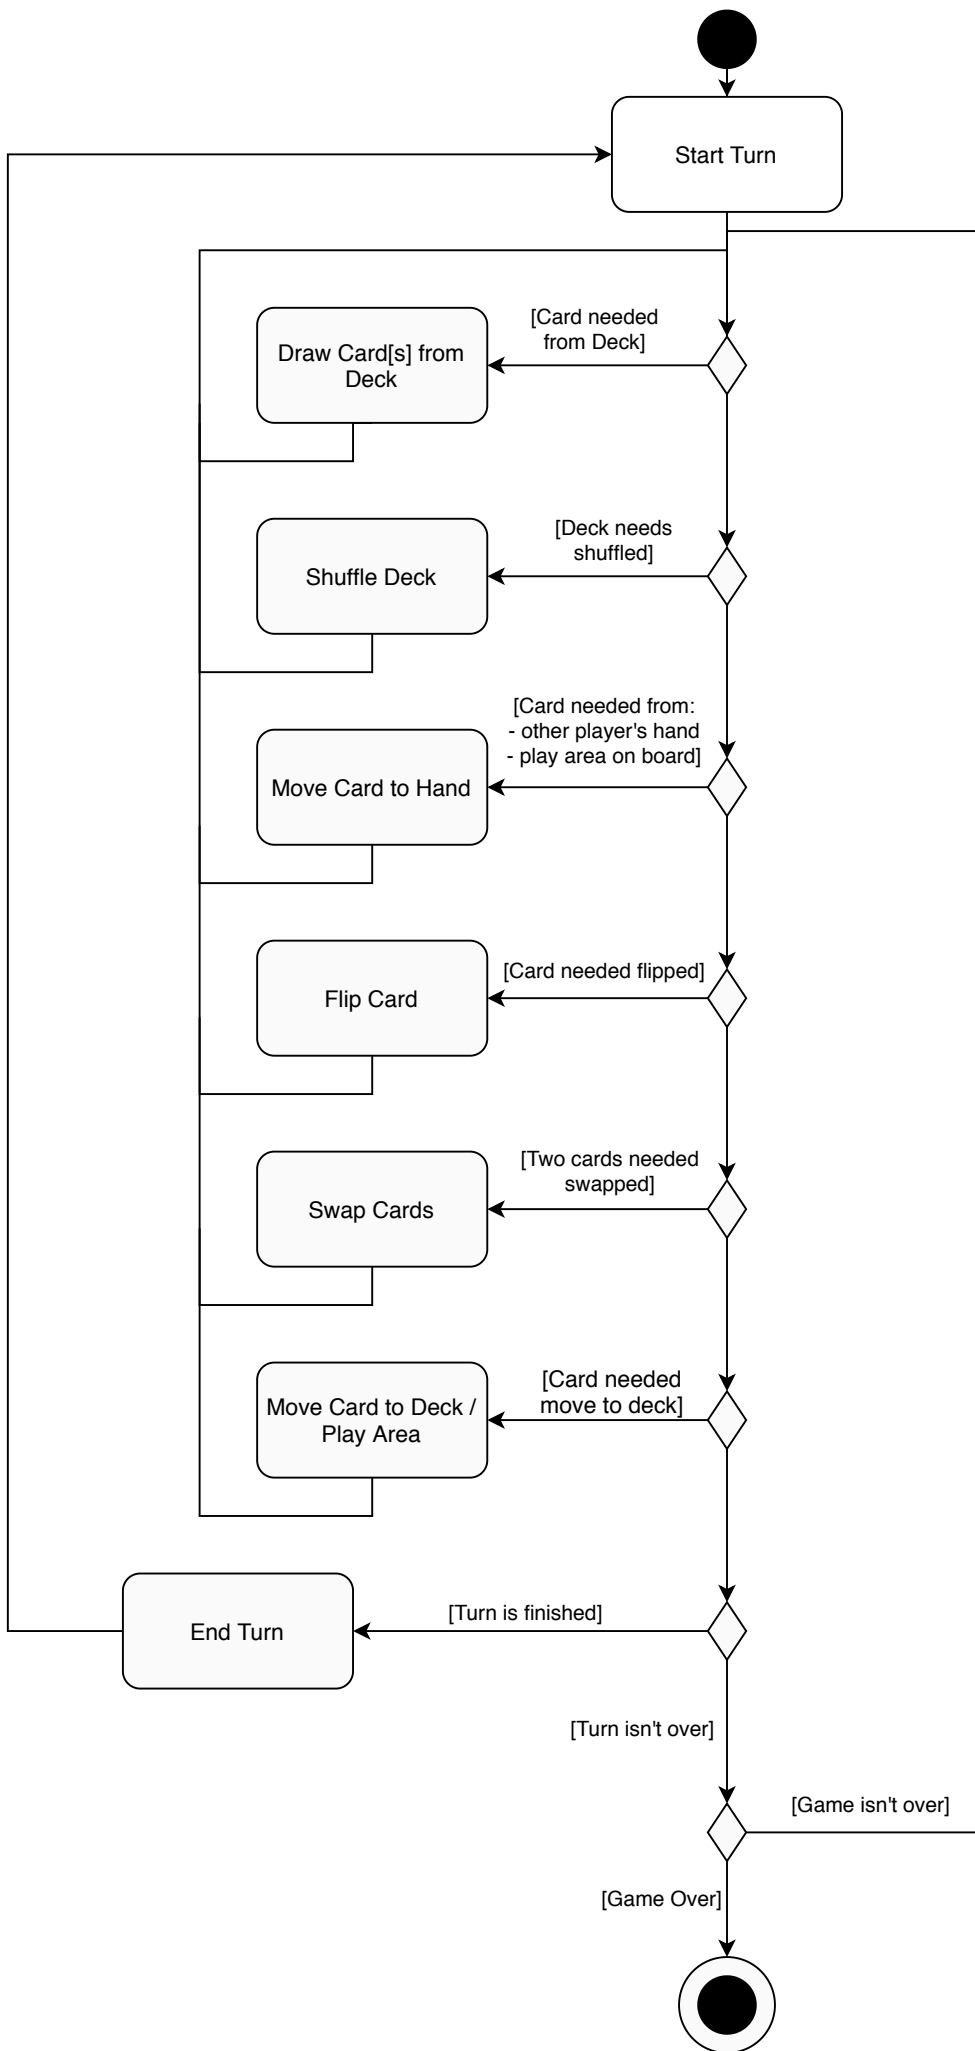 Start Turn
[Card needed
from Deck]
Draw Card[s] from
Deck
[Deck needs
shuffled]
Shuffle Deck
[Card needed from:
- other player's hand
- play area on board]
Move Card to Hand
[Card needed flipped]
Flip Card
[Two cards needed
swapped]
Swap Cards
[Card needed
move to deck]
Move Card to Deck /
Play Area
[Turn is finished]
End Turn
[Turn isn't over]
[Game isn't over]
[Game Over]